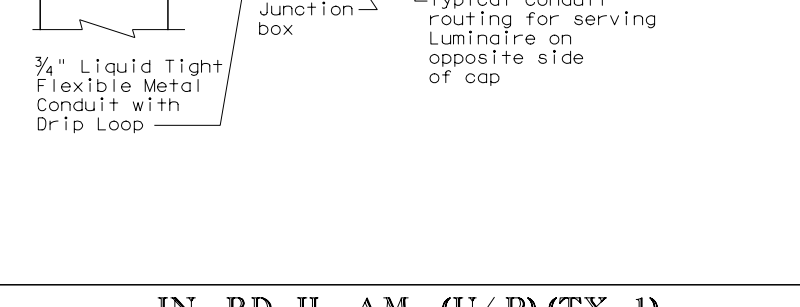 Junction
box
Typical conduit
routing for serving
Luminaire on
opposite side
of cap
¾" Liquid Tight
Flexible Metal
Conduit with
Drip Loop